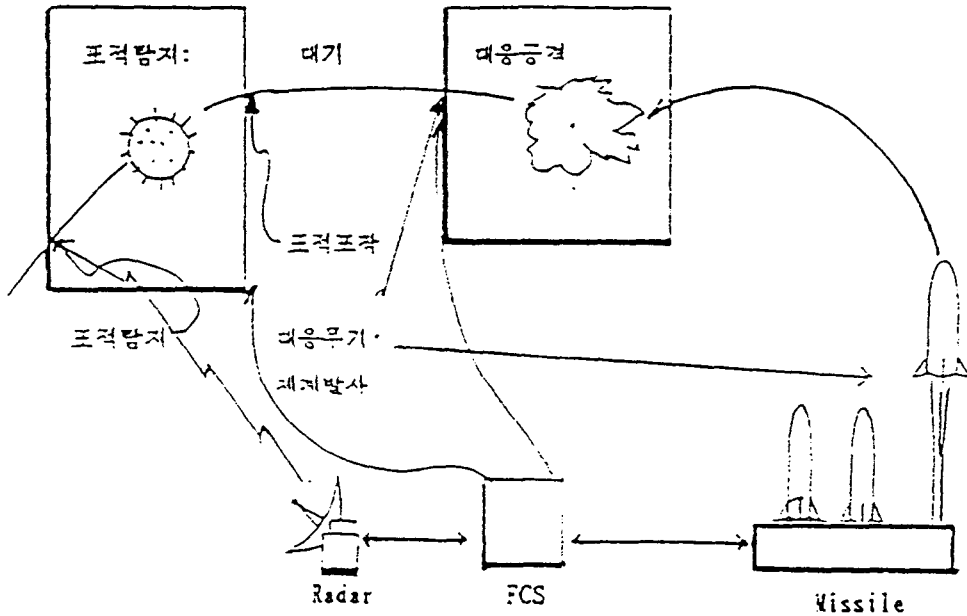 표적탐지:
대기
대응공격
표적포착
표적탐지
대응무기
체계발사
Radar
FCS
Missile